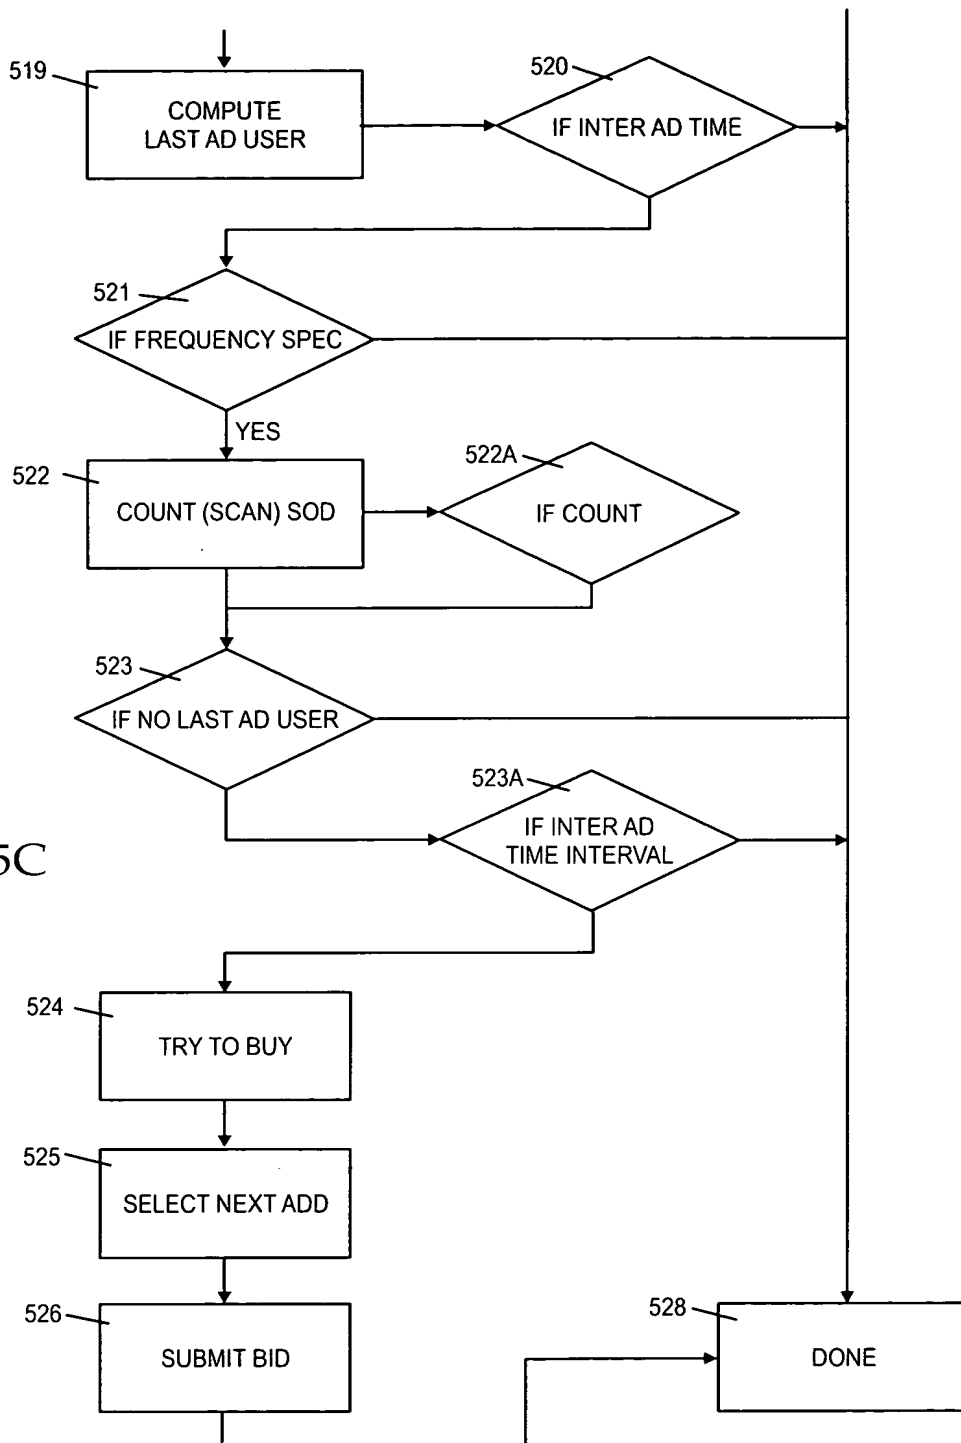 519
COMPUTE
LAST AD USER
520
IF INTER AD TIME
521
IF FREQUENCY SPEC
YES
522
COUNT (SCAN) SOD
522A
IF COUNT
523
IF NO LAST AD USER
523A
IF INTER AD
TIME INTERVAL
5C
524
TRY TO BUY
525
SELECT NEXT ADD
526
SUBMIT BID
528
DONE